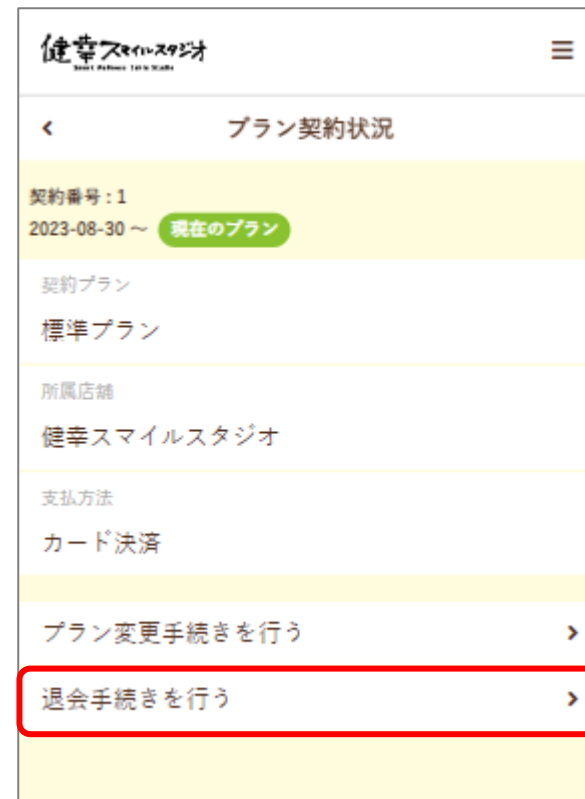 健幸スマイルスタジオ
プラン契約状況
契約番号 : 1
2023-08-30 ～ 現在のプラン
契約プラン
標準プラン
所属店舗
健幸スマイルスタジオ
支払方法
カード決済
プラン変更手続きを行う
退会手続きを行う